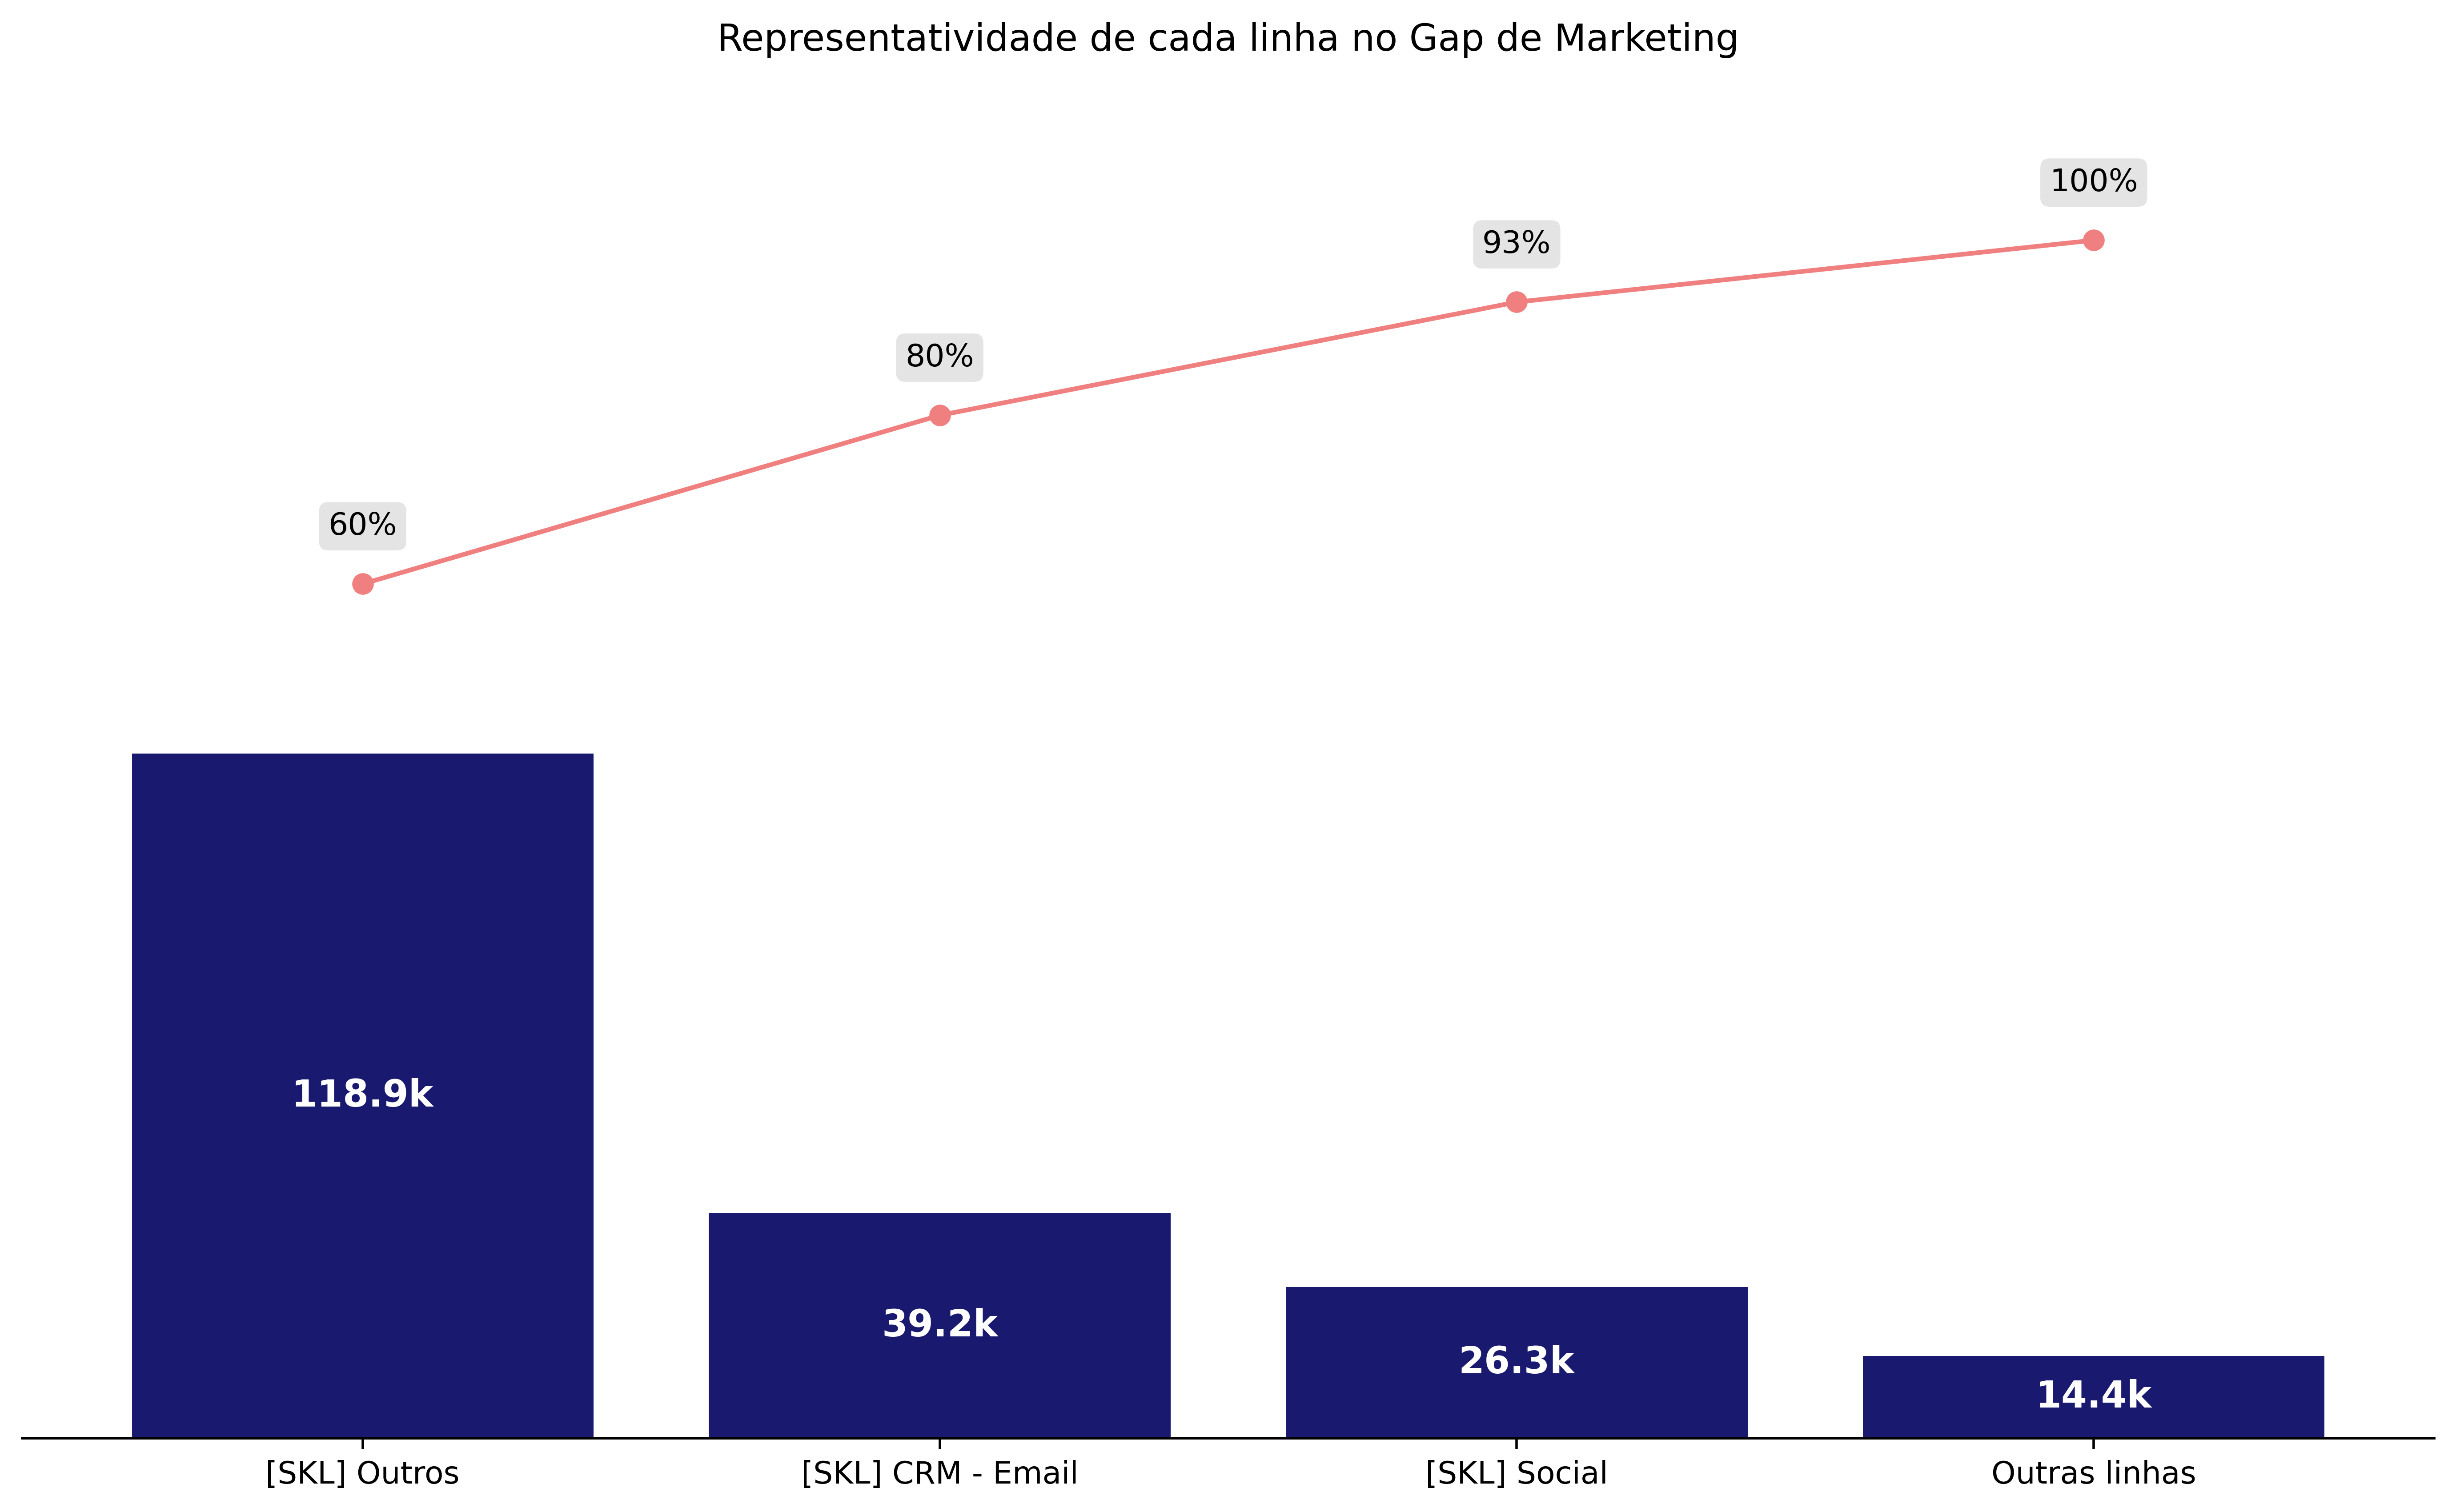 Representatividade de cada linha no Gap de Marketing
100%
93%
80%
60%
118.9k
39.2k
26.3k
14.4k
[SKL] Outros
[SKL] CRM - Email
[SKL] Social
Outras linhas